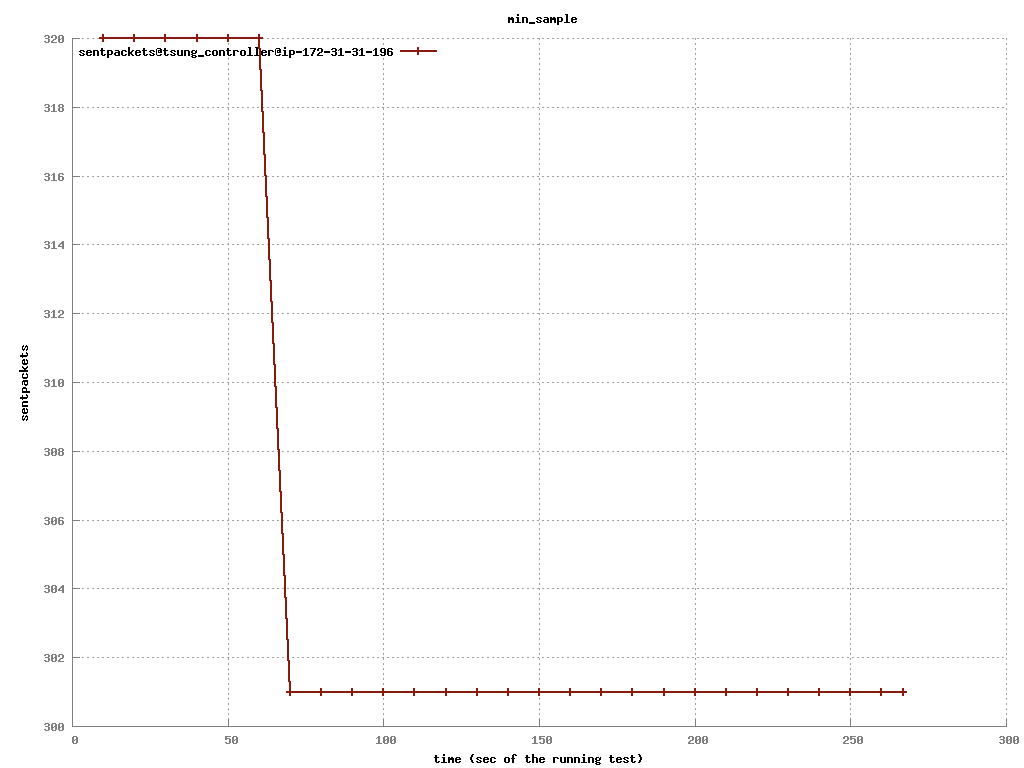 min_sample
sentpackets@tsung_controller@ip-172-31-31-196
320
318
316
314
312
310
308
306
304
302
300
sentpackets
0 50 100 150 200 250 300
time (sec of the running test)